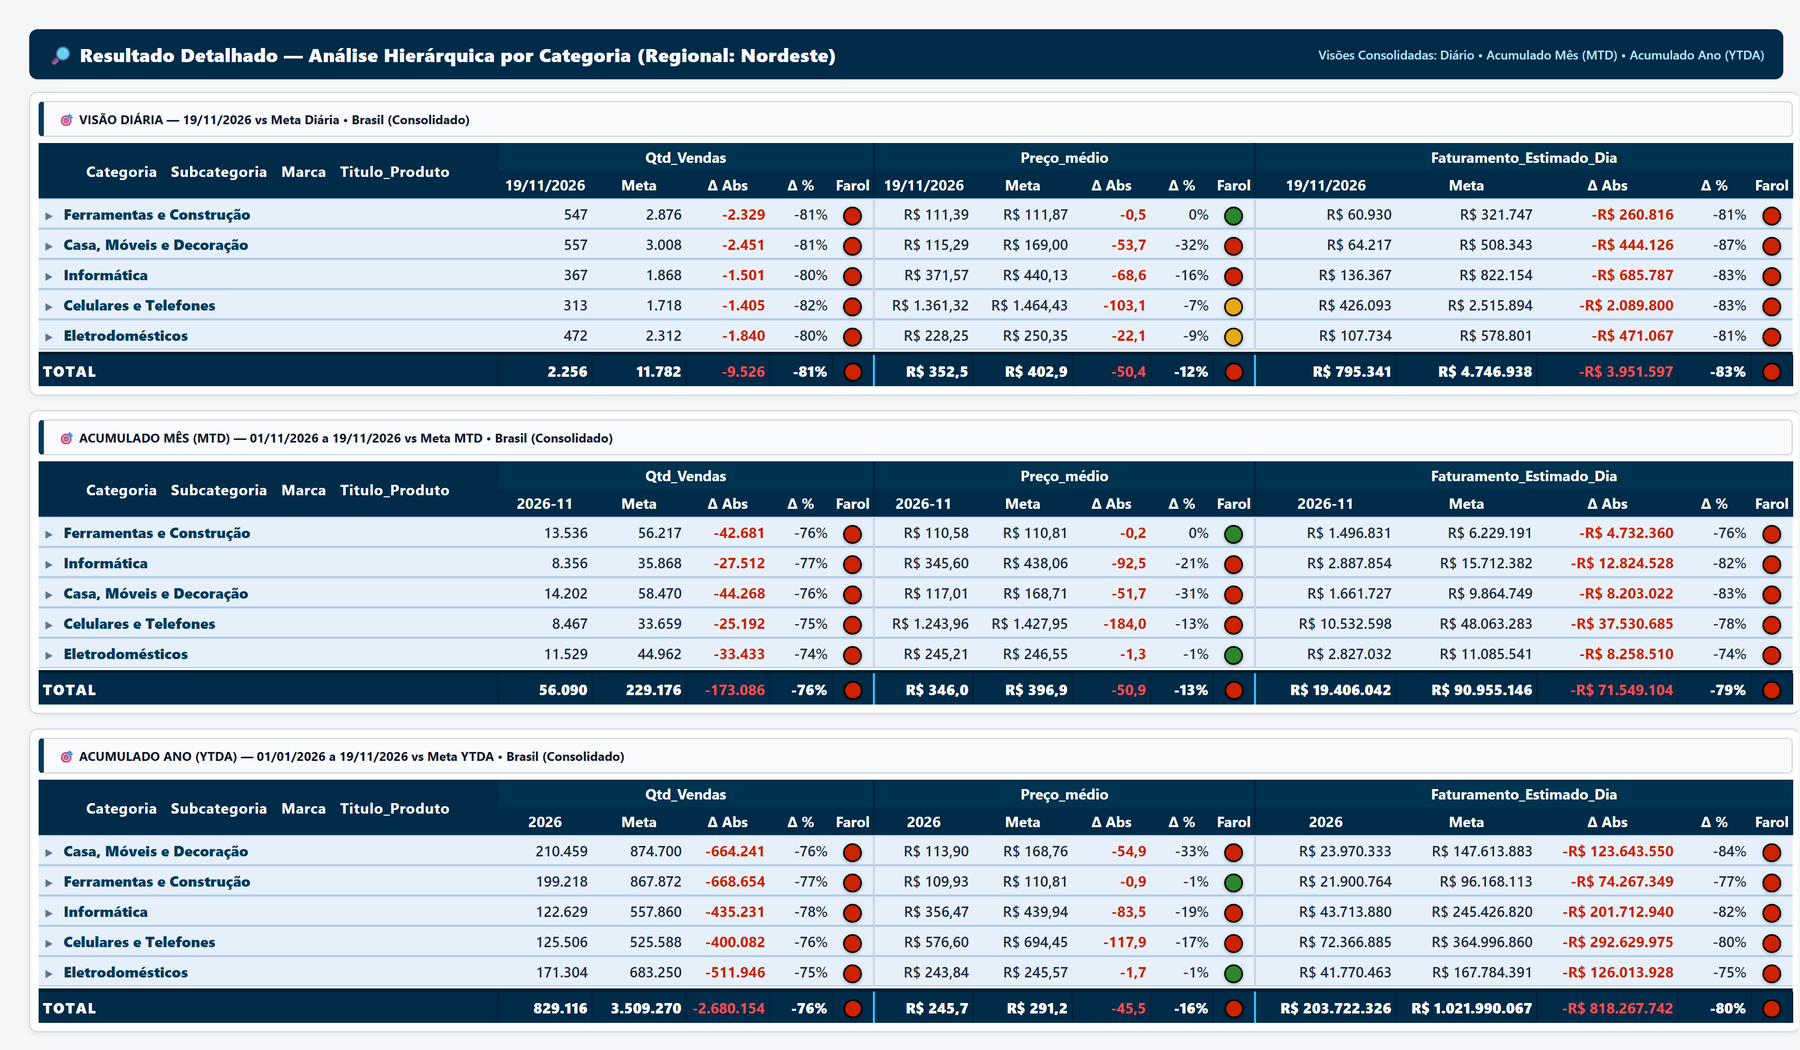 Resultado Detalhado — Análise Hierárquica por Categoria (Regional: Nordeste) Visões Consolidadas: Diário • Acumulado Mês (MTD) • Acumulado Ano (YTDA)
VISÃO DIÁRIA — 19/11/2026 vs Meta Diária • Brasil (Consolidado)
Categoria Subcategoria Marca Titulo_Produto Qtd_Vendas Preço_médio Faturamento_Estimado_Dia
19/11/2026 Meta Δ Abs Δ % Farol 19/11/2026 Meta Δ Abs Δ % Farol 19/11/2026 Meta Δ Abs Δ % Farol
Ferramentas e Construção 547 2.876 -2.329 -81% R$ 111,39 R$ 111,87 -0,5 0% R$ 60.930 R$ 321.747 -R$ 260.816 -81%
Casa, Móveis e Decoração 557 3.008 -2.451 -81% R$ 115,29 R$ 169,00 -53,7 -32% R$ 64.217 R$ 508.343 -R$ 444.126 -87%
Informática 367 1.868 -1.501 -80% R$ 371,57 R$ 440,13 -68,6 -16% R$ 136.367 R$ 822.154 -R$ 685.787 -83%
Celulares e Telefones 313 1.718 -1.405 -82% R$ 1.361,32 R$ 1.464,43 -103,1 -7% R$ 426.093 R$ 2.515.894 -R$ 2.089.800 -83%
Eletrodomésticos 472 2.312 -1.840 -80% R$ 228,25 R$ 250,35 -22,1 -9% R$ 107.734 R$ 578.801 -R$ 471.067 -81%
TOTAL 2.256 11.782 -9.526 -81% R$ 352,5 R$ 402,9 -50,4 -12% R$ 795.341 R$ 4.746.938 -R$ 3.951.597 -83%
ACUMULADO MÊS (MTD) — 01/11/2026 a 19/11/2026 vs Meta MTD • Brasil (Consolidado)
Categoria Subcategoria Marca Titulo_Produto Qtd_Vendas Preço_médio Faturamento_Estimado_Dia
2026-11 Meta Δ Abs Δ % Farol 2026-11 Meta Δ Abs Δ % Farol 2026-11 Meta Δ Abs Δ % Farol
Ferramentas e Construção 13.536 56.217 -42.681 -76% R$ 110,58 R$ 110,81 -0,2 0% R$ 1.496.831 R$ 6.229.191 -R$ 4.732.360 -76%
Informática 8.356 35.868 -27.512 -77% R$ 345,60 R$ 438,06 -92,5 -21% R$ 2.887.854 R$ 15.712.382 -R$ 12.824.528 -82%
Casa, Móveis e Decoração 14.202 58.470 -44.268 -76% R$ 117,01 R$ 168,71 -51,7 -31% R$ 1.661.727 R$ 9.864.749 -R$ 8.203.022 -83%
Celulares e Telefones 8.467 33.659 -25.192 -75% R$ 1.243,96 R$ 1.427,95 -184,0 -13% R$ 10.532.598 R$ 48.063.283 -R$ 37.530.685 -78%
Eletrodomésticos 11.529 44.962 -33.433 -74% R$ 245,21 R$ 246,55 -1,3 -1% R$ 2.827.032 R$ 11.085.541 -R$ 8.258.510 -74%
TOTAL 56.090 229.176 -173.086 -76% R$ 346,0 R$ 396,9 -50,9 -13% R$ 19.406.042 R$ 90.955.146 -R$ 71.549.104 -79%
ACUMULADO ANO (YTDA) — 01/01/2026 a 19/11/2026 vs Meta YTDA • Brasil (Consolidado)
Categoria Subcategoria Marca Titulo_Produto Qtd_Vendas Preço_médio Faturamento_Estimado_Dia
2026 Meta Δ Abs Δ % Farol 2026 Meta Δ Abs Δ % Farol 2026 Meta Δ Abs Δ % Farol
Casa, Móveis e Decoração 210.459 874.700 -664.241 -76% R$ 113,90 R$ 168,76 -54,9 -33% R$ 23.970.333 R$ 147.613.883 -R$ 123.643.550 -84%
Ferramentas e Construção 199.218 867.872 -668.654 -77% R$ 109,93 R$ 110,81 -0,9 -1% R$ 21.900.764 R$ 96.168.113 -R$ 74.267.349 -77%
Informática 122.629 557.860 -435.231 -78% R$ 356,47 R$ 439,94 -83,5 -19% R$ 43.713.880 R$ 245.426.820 -R$ 201.712.940 -82%
Celulares e Telefones 125.506 525.588 -400.082 -76% R$ 576,60 R$ 694,45 -117,9 -17% R$ 72.366.885 R$ 364.996.860 -R$ 292.629.975 -80%
Eletrodomésticos 171.304 683.250 -511.946 -75% R$ 243,84 R$ 245,57 -1,7 -1% R$ 41.770.463 R$ 167.784.391 -R$ 126.013.928 -75%
TOTAL 829.116 3.509.270 -2.680.154 -76% R$ 245,7 R$ 291,2 -45,5 -16% R$ 203.722.326 R$ 1.021.990.067 -R$ 818.267.742 -80%